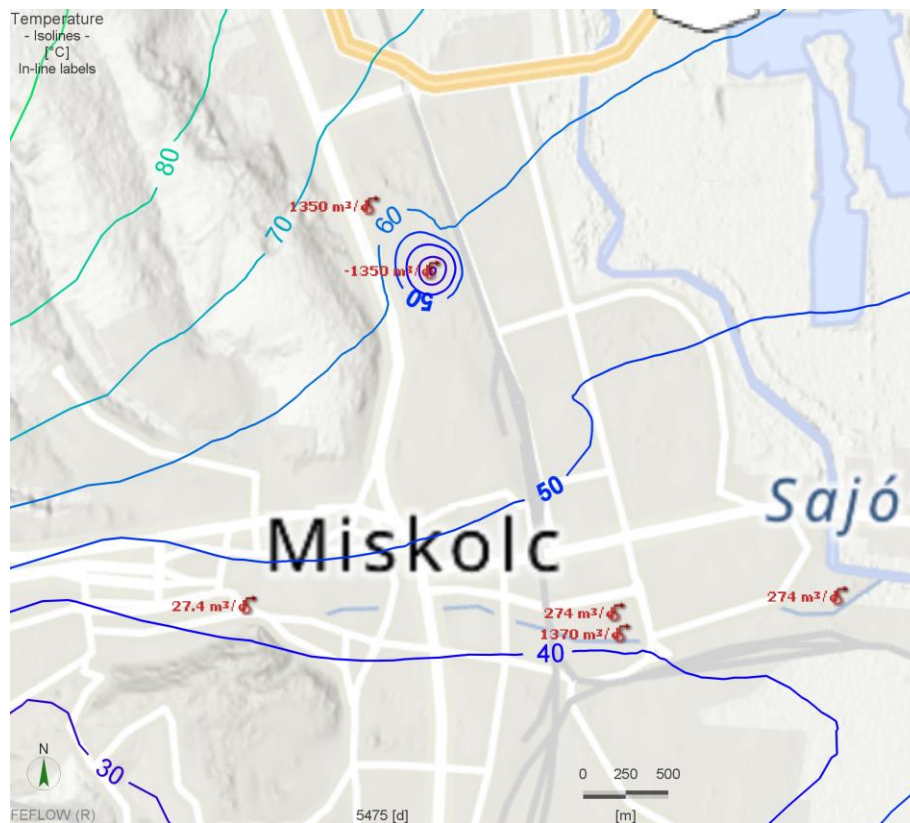 Temperature
- Isolines -
[°C]
In-line labels
80
70
1350 m³/d
60
-1350 m³/d
50
50
Sajó
Miskolc
27.4 m³/d
274 m³/d
274 m³/d
1370 m³/d
40
30
N
0 250 500
[m]
FEFLOW (R)
5475 [d]